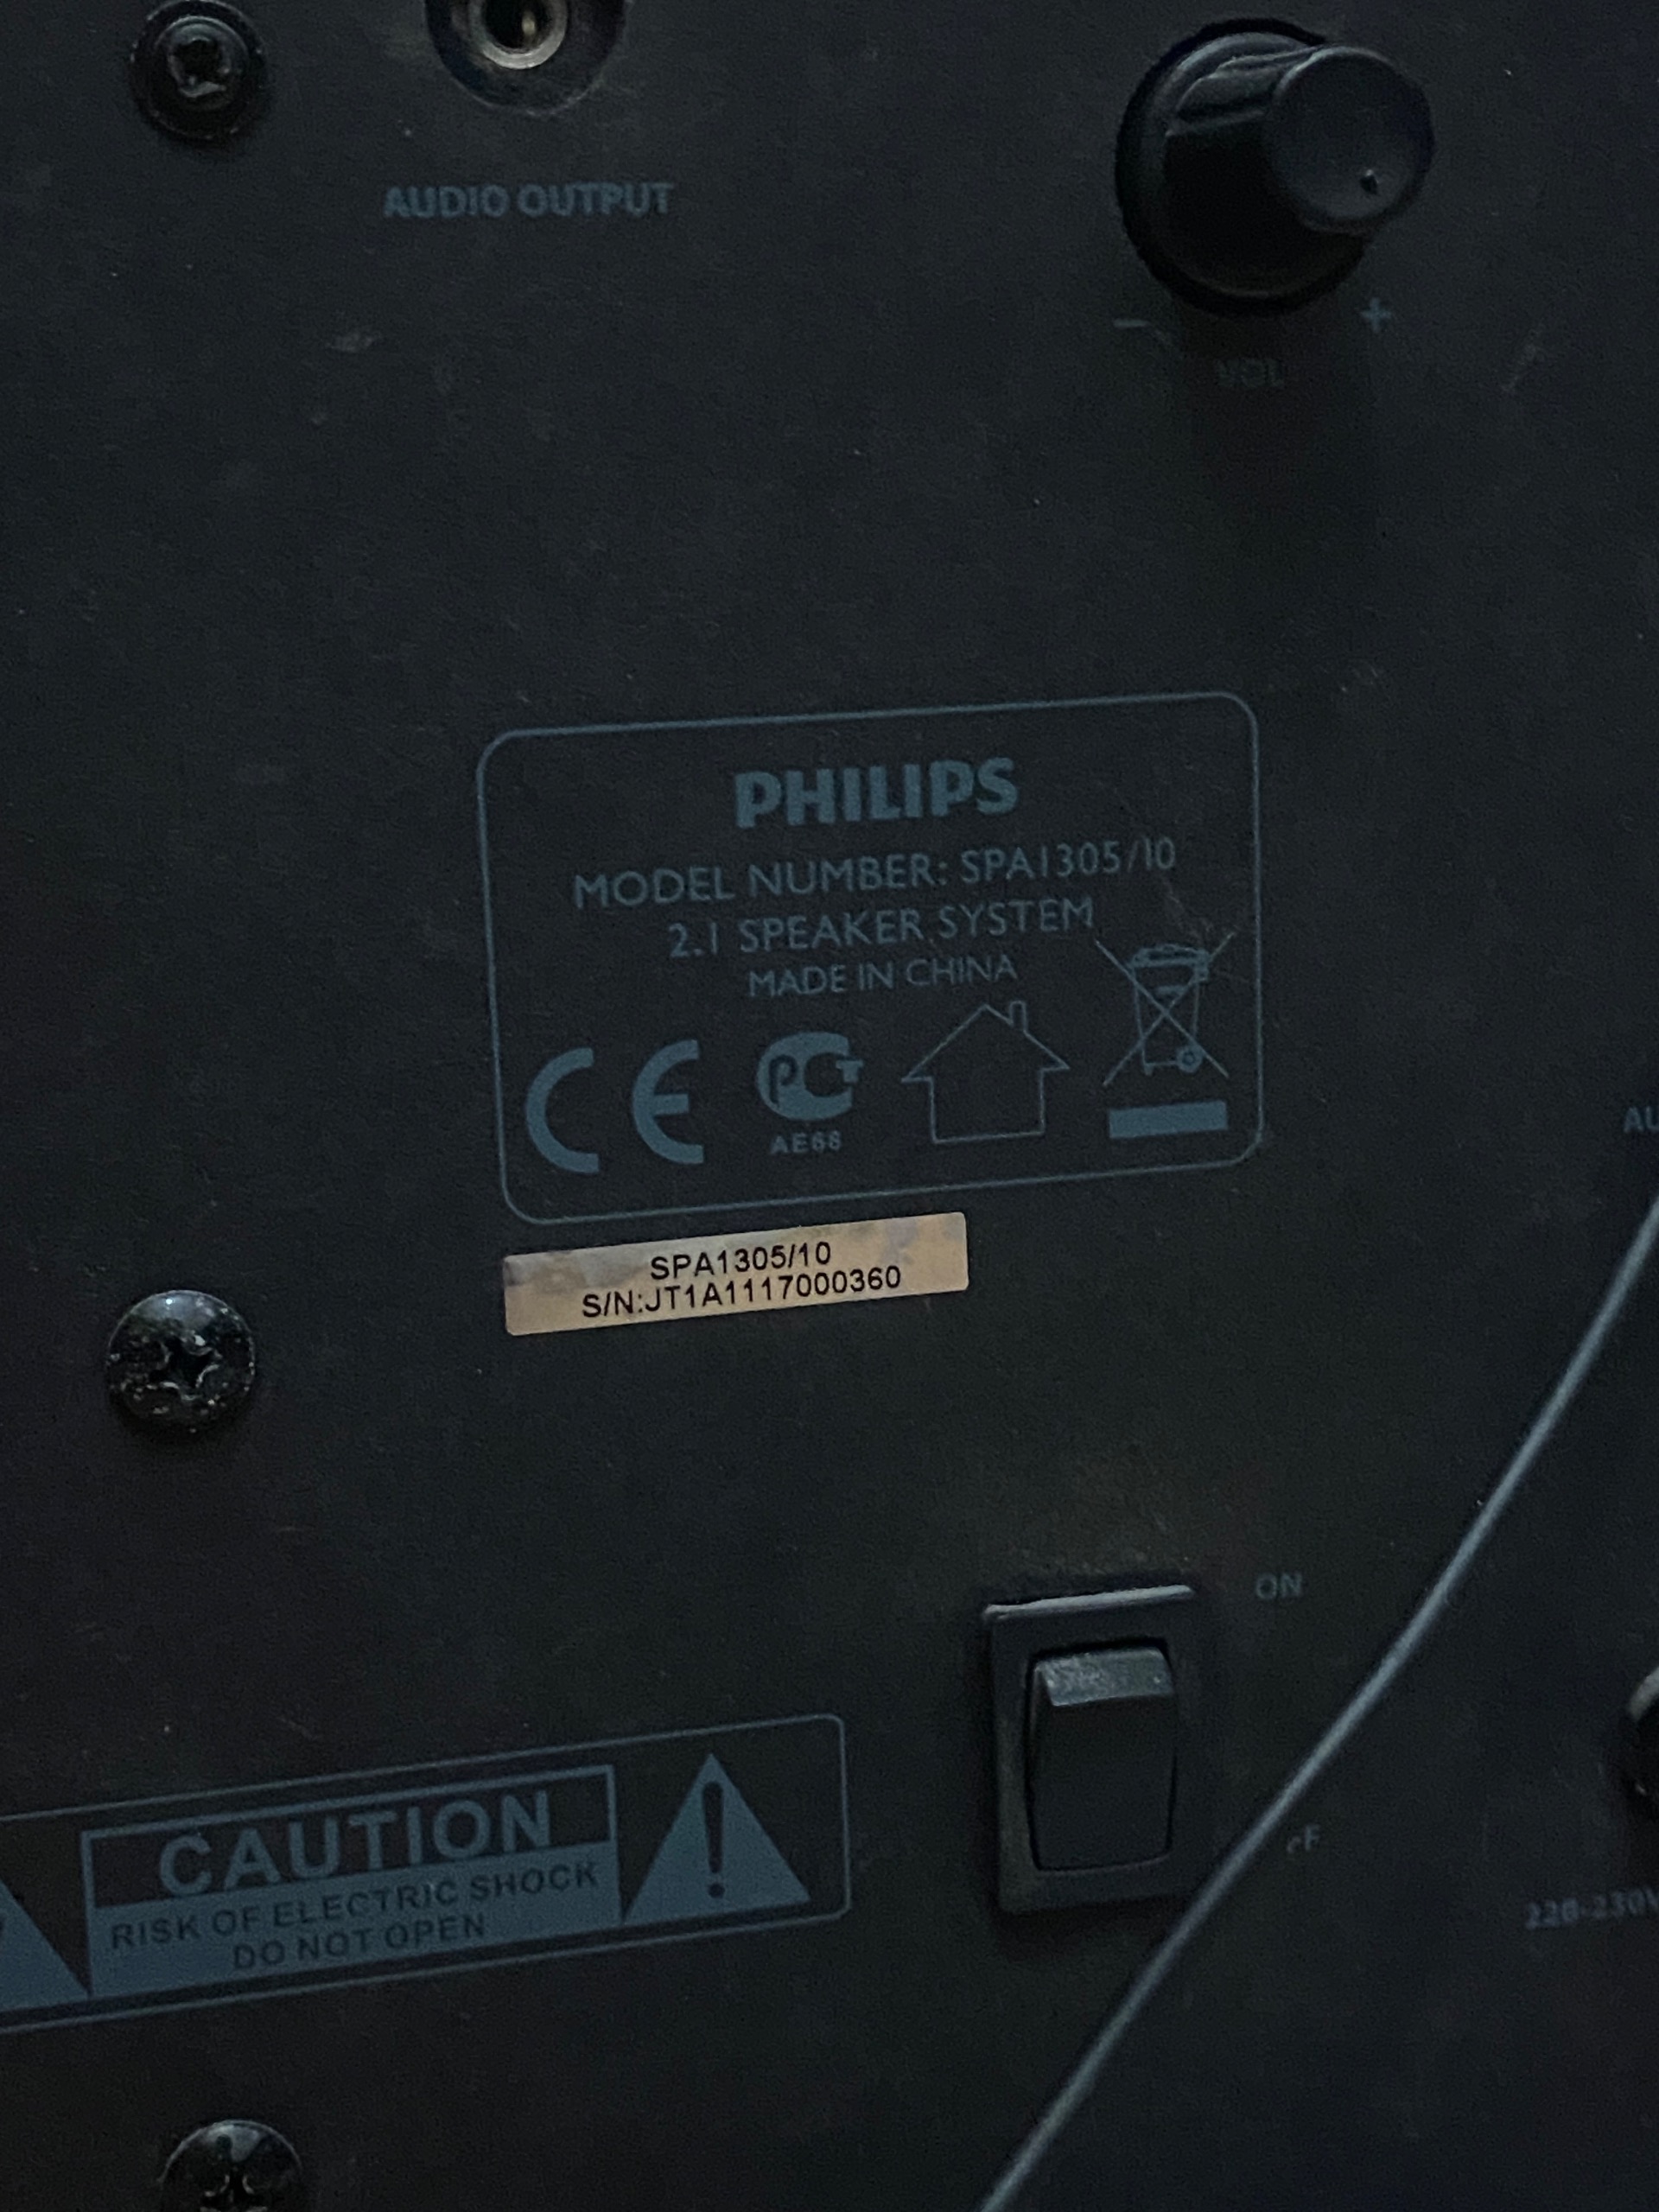 AUDIO OUTPUT
- +
VOL
PHILIPS
MODEL NUMBER: SPA1305/10
2.1 SPEAKER SYSTEM
MADE IN CHINA
CE PCT
AE68
SPA1305/10
S/N:JT1A1117000360
ON
CAUTION
RISK OF ELECTRIC SHOCK
DO NOT OPEN